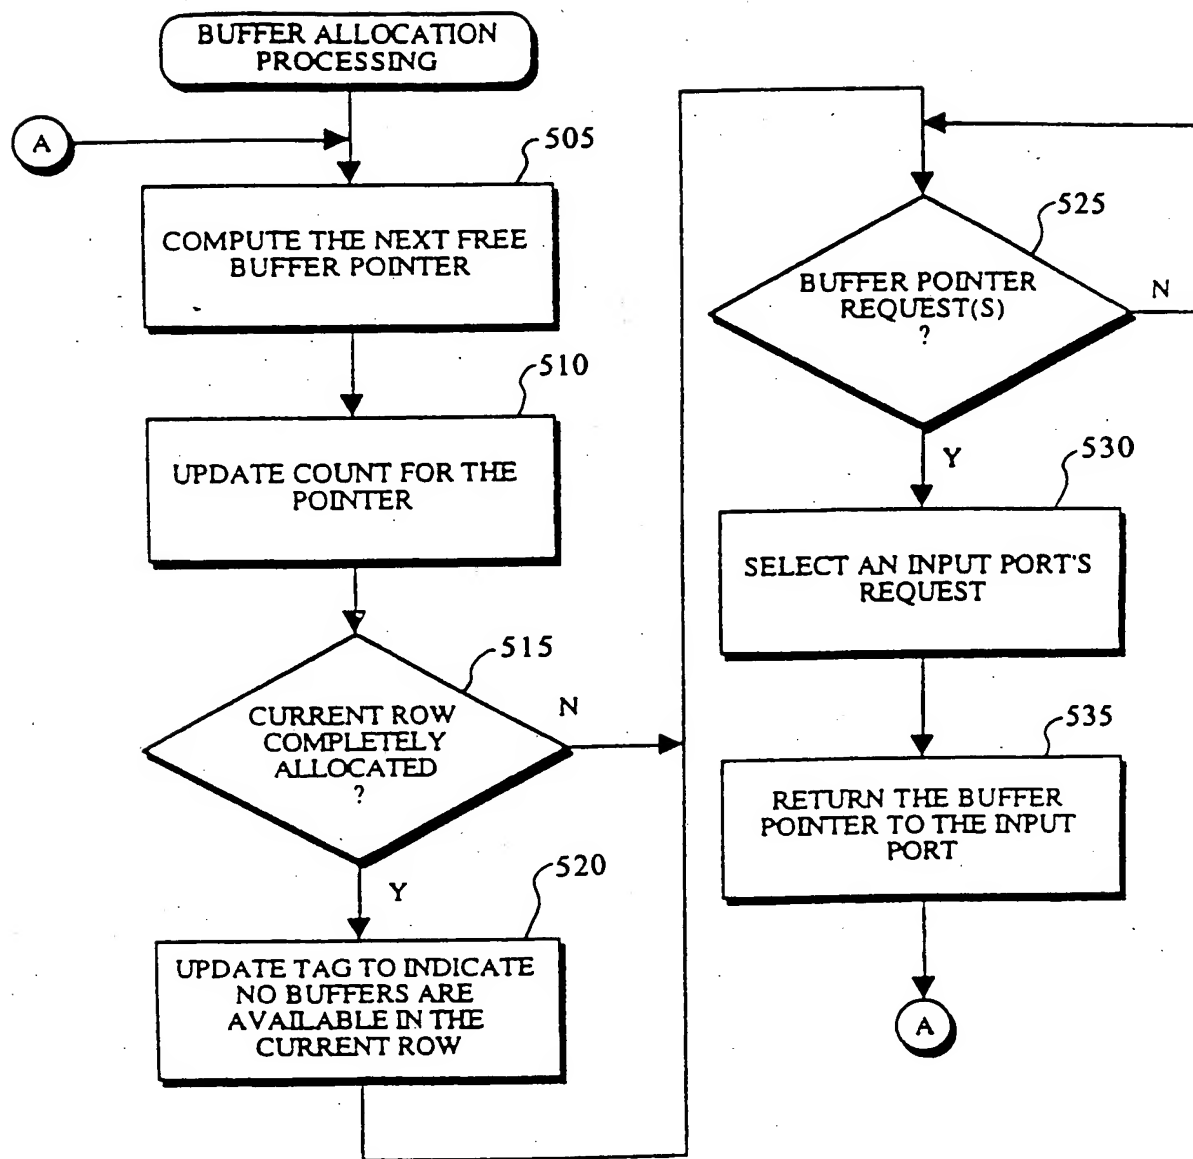 BUFFER ALLOCATION
PROCESSING
A
505
COMPUTE THE NEXT FREE
BUFFER POINTER
510
UPDATE COUNT FOR THE
POINTER
515
CURRENT ROW
COMPLETELY
ALLOCATED
?
N
Y
520
UPDATE TAG TO INDICATE
NO BUFFERS ARE
AVAILABLE IN THE
CURRENT ROW
525
BUFFER POINTER
REQUEST(S)
?
N
Y
530
SELECT AN INPUT PORT'S
REQUEST
535
RETURN THE BUFFER
POINTER TO THE INPUT
PORT
A